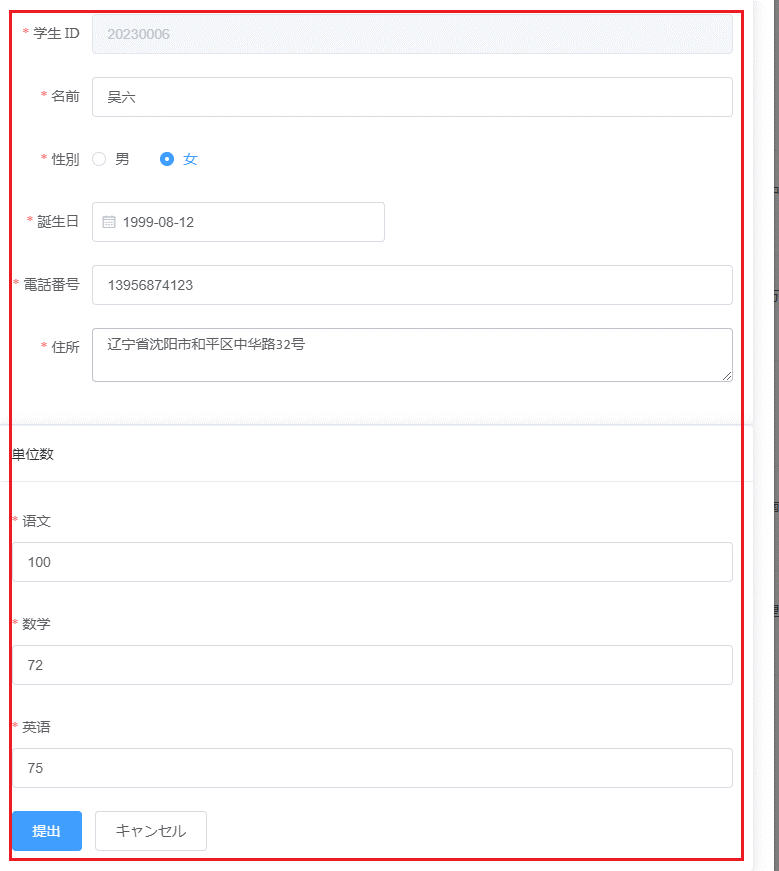 * 学生 ID 20230006
* 名前 吴六
* 性別 男 女
* 誕生日 1999-08-12
* 電話番号 13956874123
* 住所 辽宁省沈阳市和平区中华路32号
単位数
* 语文
100
* 数学
72
* 英语
75
提出 キャンセル